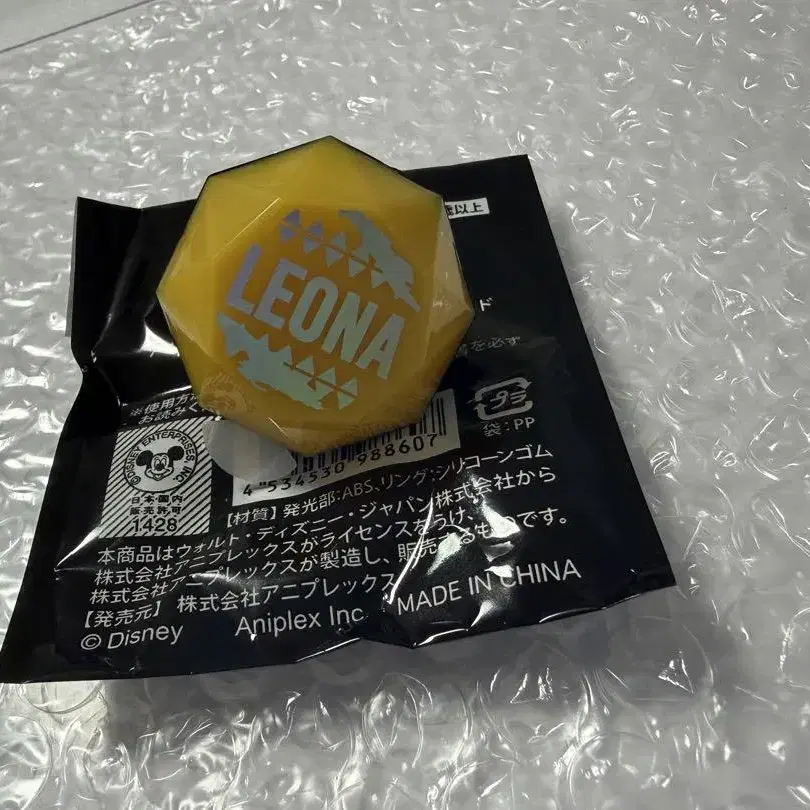 歳以上
LEONA
ド
を必ず
※使用方
お読みく
プラ
袋:PP
DISNEY ENTERPRISES INC
日本国内
販売許可
1428
4 534530 988607
【材質】発光部:ABS、リング:シリコーンゴム
本商品はウォルト・ディズニー・ジャパン株式会社から
株式会社アニプレックスがライセンスをうけ、
株式会社アニプレックスが製造し、販売するものです。
【発売元】 株式会社アニプレックス
© Disney Aniplex Inc. MADE IN CHINA